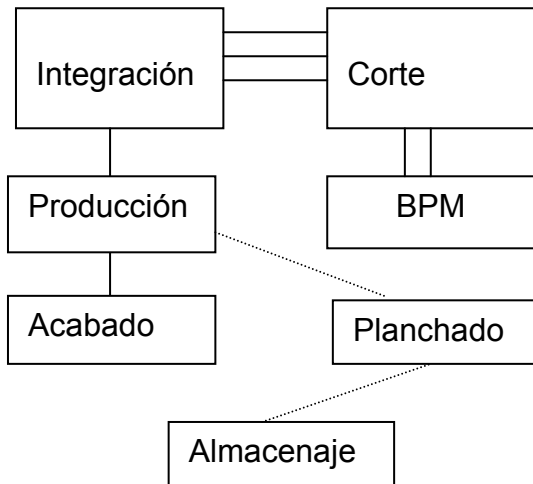 Integración
Corte
Producción
BPM
Acabado
Planchado
Almacenaje